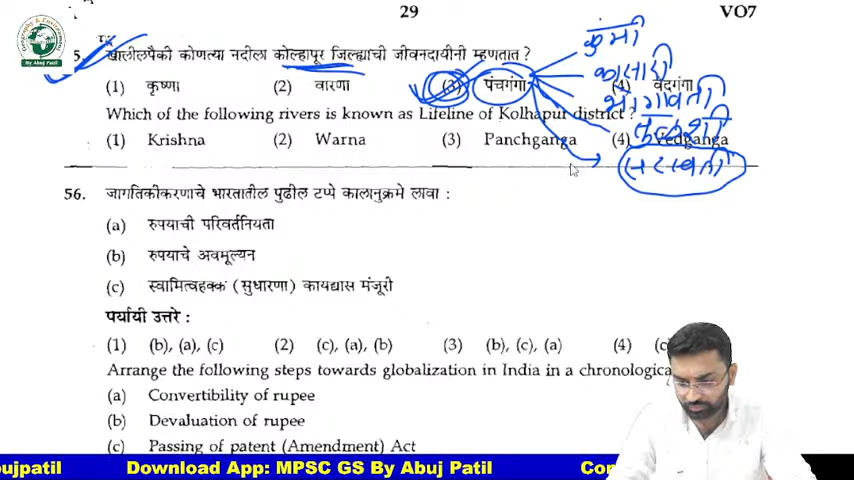 29
VO7
Geography & Environment
By Abuj Patil
5. खालीलपैकी कोणत्या नदीला कोल्हापूर जिल्ह्याची जीवनदायीनी म्हणतात ?
(1) कृष्णा (2) वारणा (3) पंचगंगा (4) वेदगंगा
कुंभी
कासारी
भोगावती
तुळशी
सरस्वती
Which of the following rivers is known as Lifeline of Kolhapur district ?
(1) Krishna (2) Warna (3) Panchganga (4) Vedganga
56. जागतिकीकरणाचे भारतातील पुढील टप्पे कालानुक्रमे लावा :
(a) रुपयाची परिवर्तनियता
(b) रुपयाचे अवमूल्यन
(c) स्वामित्वहक्क (सुधारणा) कायद्यास मंजूरी
पर्यायी उत्तरे :
(1) (b), (a), (c) (2) (c), (a), (b) (3) (b), (c), (a) (4)
Arrange the following steps towards globalization in India in a
(a) Convertibility of rupee
(b) Devaluation of rupee
(c) Passing of patent (Amendment) Act
ujpatil Download App: MPSC GS By Abuj Patil